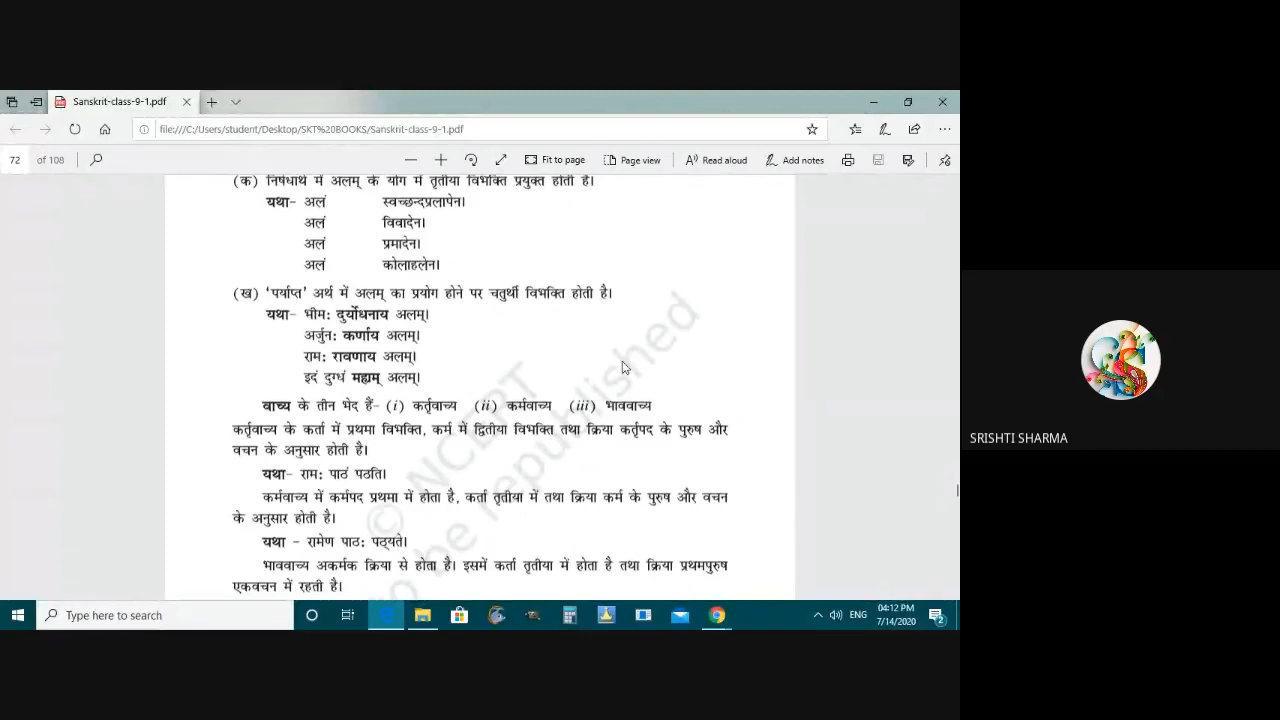 Sanskrit-class-9-1.pdf
file:///C:/Users/student/Desktop/SKT%20BOOKS/Sanskrit-class-9-1.pdf
72 of 108 Fit to page Page view Read aloud Add notes
(क) निषेधार्थ में अलम् के योग में तृतीया विभक्ति प्रयुक्त होती है।
यथा- अलं स्वच्छन्दप्रलापेन।
अलं विवादेन।
अलं प्रमादेन।
अलं कोलाहलेन।
(ख) 'पर्याप्त' अर्थ में अलम् का प्रयोग होने पर चतुर्थी विभक्ति होती है।
यथा- भीमः दुर्योधनाय अलम्।
अर्जुनः कर्णाय अलम्।
रामः रावणाय अलम्।
इदं दुग्धं मह्यम् अलम्।
वाच्य के तीन भेद हैं- (i) कर्तृवाच्य (ii) कर्मवाच्य (iii) भाववाच्य
कर्तृवाच्य के कर्ता में प्रथमा विभक्ति, कर्म में द्वितीया विभक्ति तथा क्रिया कर्तृपद के पुरुष और
वचन के अनुसार होती है।
यथा- रामः पाठं पठति।
कर्मवाच्य में कर्मपद प्रथमा में होता है, कर्ता तृतीया में तथा क्रिया कर्म के पुरुष और वचन
के अनुसार होती है।
यथा - रामेण पाठः पठ्यते।
भाववाच्य अकर्मक क्रिया से होता है। इसमें कर्ता तृतीया में होता है तथा क्रिया प्रथमपुरुष
एकवचन में रहती है।
© NCERT
to be republished
SRISHTI SHARMA
Type here to search
ENG
04:12 PM
7/14/2020
2